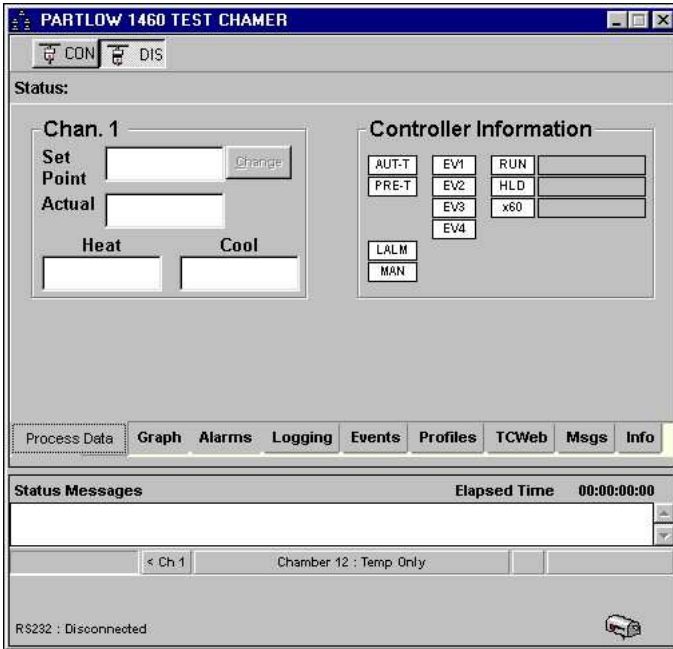 PARTLOW 1460 TEST CHAMER
CON DIS
Status:
Chan. 1
Set Point
Change
Actual
Heat Cool
Controller Information
AUT-T EV1 RUN
PRE-T EV2 HLD
EV3 x60
EV4
LALM
MAN
Process Data Graph Alarms Logging Events Profiles TCWeb Msgs Info
Status Messages Elapsed Time 00:00:00:00
< Ch 1 Chamber 12 : Temp Only
RS232 : Disconnected